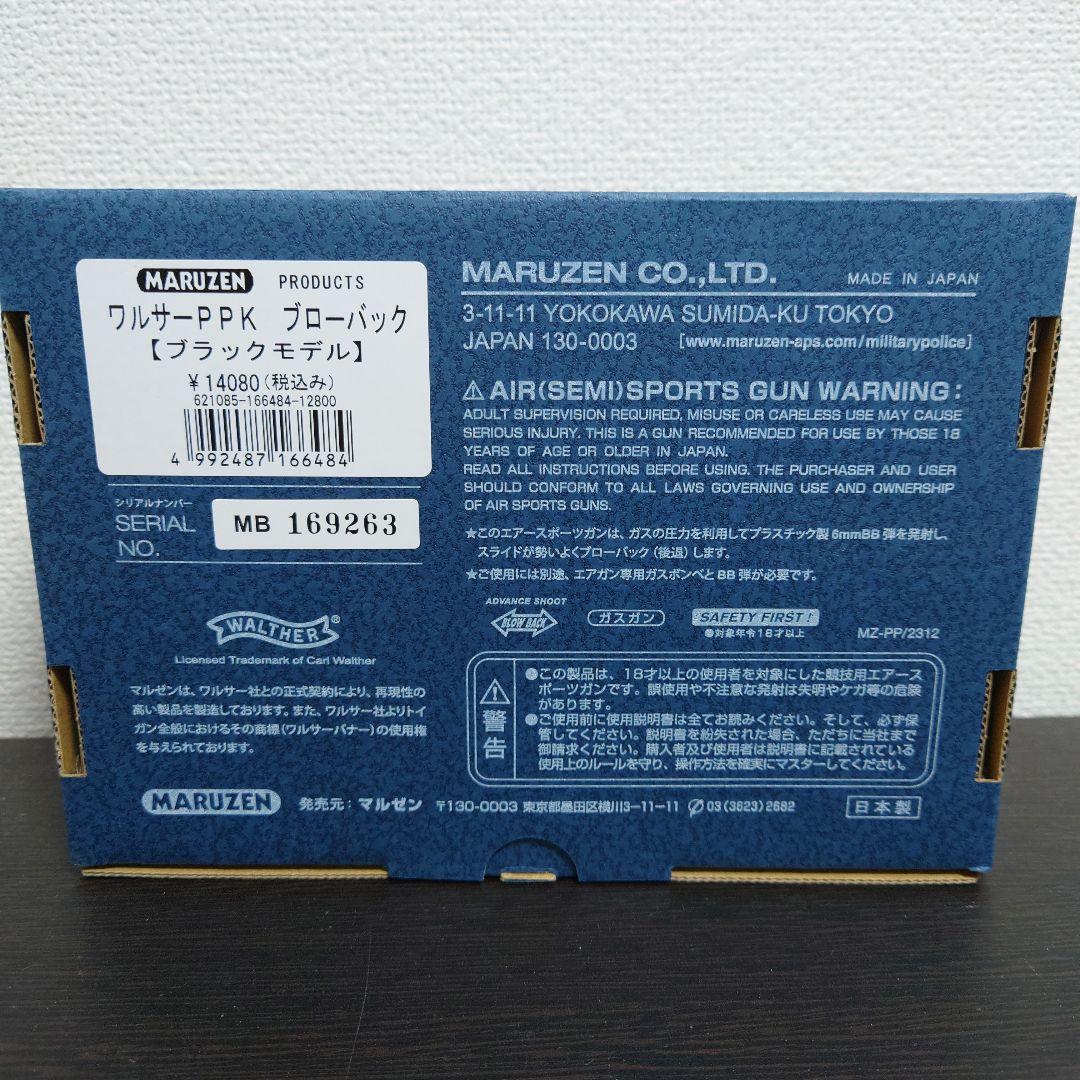 MARUZEN PRODUCTS
ワルサーPPK ブローバック
【ブラックモデル】
¥14080(税込み)
621085-166484-12800
4 992487 166484
シリアルナンバー
SERIAL
NO.
MB 169263
WALTHER®
Licensed Trademark of Carl Walther
マルゼンは、ワルサー社との正式契約により、再現性の
高い製品を製造しております。また、ワルサー社よりトイ
ガン全般におけるその商標(ワルサーバナー)の使用権
を与えられております。
MARUZEN CO.,LTD. MADE IN JAPAN
3-11-11 YOKOKAWA SUMIDA-KU TOKYO
JAPAN 130-0003 [www.maruzen-aps.com/militarypolice]
⚠ AIR(SEMI)SPORTS GUN WARNING:
ADULT SUPERVISION REQUIRED. MISUSE OR CARELESS USE MAY CAUSE
SERIOUS INJURY. THIS IS A GUN RECOMMENDED FOR USE BY THOSE 18
YEARS OF AGE OR OLDER IN JAPAN.
READ ALL INSTRUCTIONS BEFORE USING. THE PURCHASER AND USER
SHOULD CONFORM TO ALL LAWS GOVERNING USE AND OWNERSHIP
OF AIR SPORTS GUNS.
★このエアースポーツガンは、ガスの圧力を利用してプラスチック製6mmBB弾を発射し、
スライドが勢いよくブローバック(後退)します。
★ご使用には別途、エアガン専用ガスボンベとBB弾が必要です。
ADVANCE SHOOT
BLOW BACK
ガスガン
SAFETY FIRST!
●対象年令18才以上
MZ-PP/2312
⚠警告
●この製品は、18才以上の使用者を対象にした競技用エアース
ポーツガンです。誤使用や不注意な発射は失明やケガ等の危険
があります。
●ご使用前に使用説明書は全てお読みください。そして、必ず保
管してください。説明書を紛失された場合、ただちに当社まで
御請求ください。購入者及び使用者は説明書に記載されている
使用上のルールを守り、操作方法を確実にマスターしてください。
MARUZEN 発売元:マルゼン 〒130-0003 東京都墨田区横川3-11-11 ✆03(3623)2682 日本製